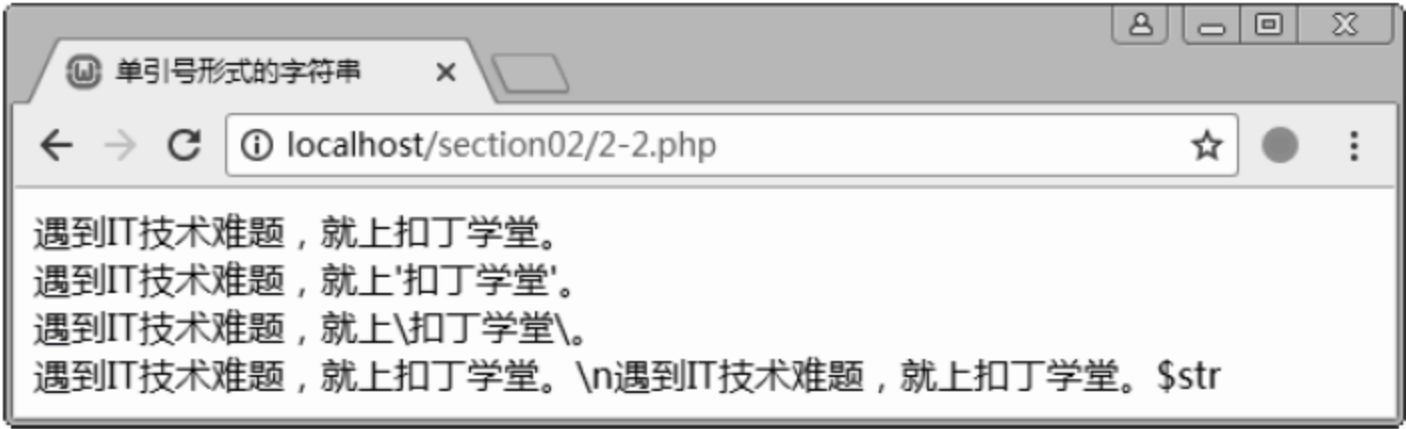 单引号形式的字符串
localhost/section02/2-2.php
遇到IT技术难题，就上扣丁学堂。
遇到IT技术难题，就上'扣丁学堂'。
遇到IT技术难题，就上\扣丁学堂\。
遇到IT技术难题，就上扣丁学堂。\n遇到IT技术难题，就上扣丁学堂。$str